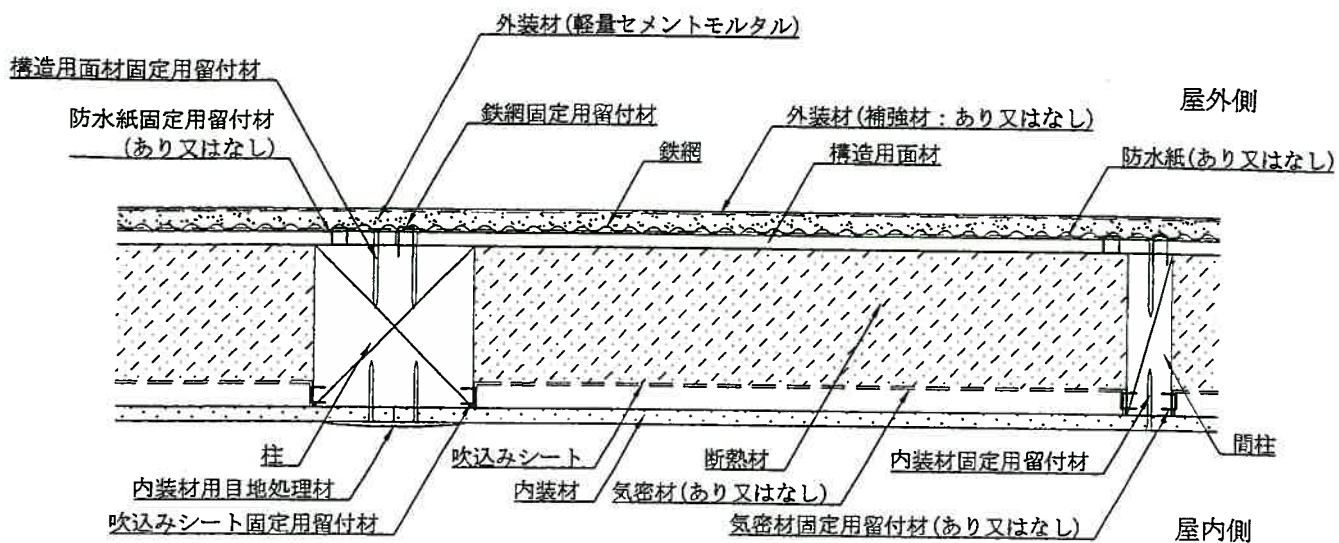 外装材(軽量セメントモルタル)
構造用面材固定用留付材
防水紙固定用留付材
(あり又はなし)
鉄網固定用留付材
鉄網
外装材(補強材：あり又はなし)
構造用面材
屋外側
防水紙(あり又はなし)
柱
内装材用目地処理材
吹込みシート固定用留付材
吹込みシート
内装材
断熱材
気密材(あり又はなし)
内装材固定用留付材
気密材固定用留付材(あり又はなし)
間柱
屋内側